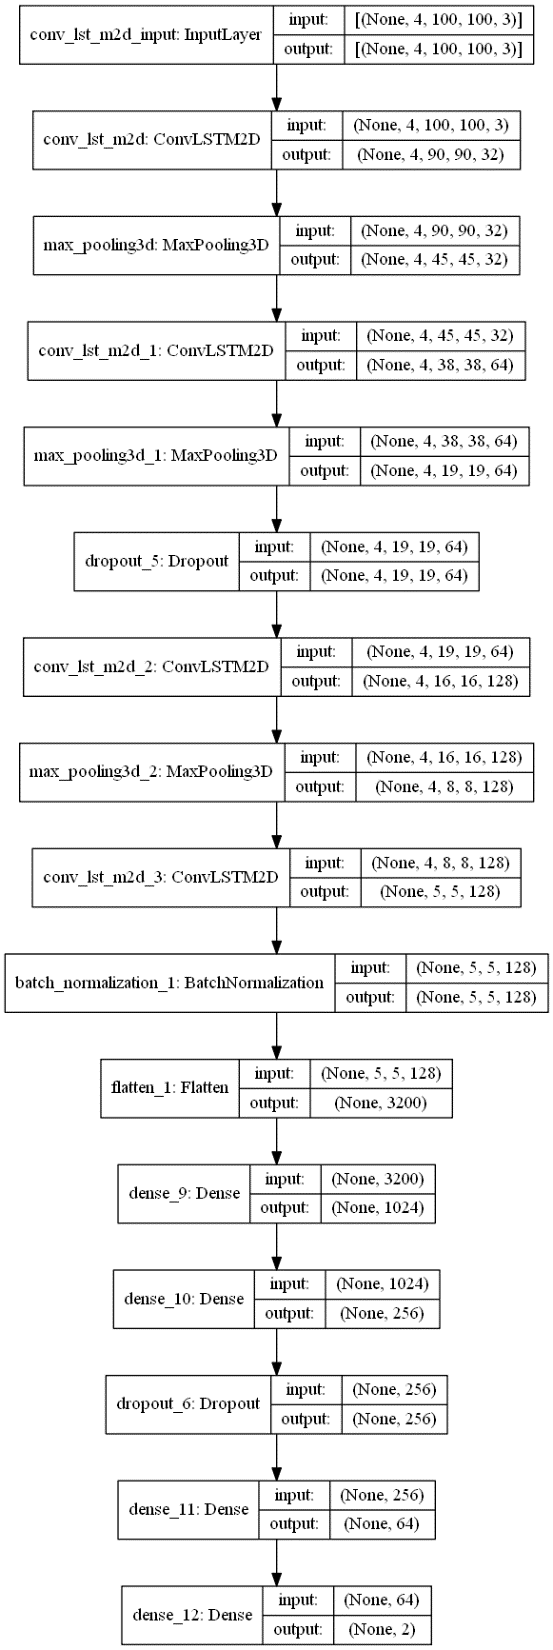 conv_lst_m2d_input: InputLayer
input: [(None, 4, 100, 100, 3)]
output: [(None, 4, 100, 100, 3)]
conv_lst_m2d: ConvLSTM2D
input: (None, 4, 100, 100, 3)
output: (None, 4, 90, 90, 32)
max_pooling3d: MaxPooling3D
input: (None, 4, 90, 90, 32)
output: (None, 4, 45, 45, 32)
conv_lst_m2d_1: ConvLSTM2D
input: (None, 4, 45, 45, 32)
output: (None, 4, 38, 38, 64)
max_pooling3d_1: MaxPooling3D
input: (None, 4, 38, 38, 64)
output: (None, 4, 19, 19, 64)
dropout_5: Dropout
input: (None, 4, 19, 19, 64)
output: (None, 4, 19, 19, 64)
conv_lst_m2d_2: ConvLSTM2D
input: (None, 4, 19, 19, 64)
output: (None, 4, 16, 16, 128)
max_pooling3d_2: MaxPooling3D
input: (None, 4, 16, 16, 128)
output: (None, 4, 8, 8, 128)
conv_lst_m2d_3: ConvLSTM2D
input: (None, 4, 8, 8, 128)
output: (None, 5, 5, 128)
batch_normalization_1: BatchNormalization
input: (None, 5, 5, 128)
output: (None, 5, 5, 128)
flatten_1: Flatten
input: (None, 5, 5, 128)
output: (None, 3200)
dense_9: Dense
input: (None, 3200)
output: (None, 1024)
dense_10: Dense
input: (None, 1024)
output: (None, 256)
dropout_6: Dropout
input: (None, 256)
output: (None, 256)
dense_11: Dense
input: (None, 256)
output: (None, 64)
dense_12: Dense
input: (None, 64)
output: (None, 2)